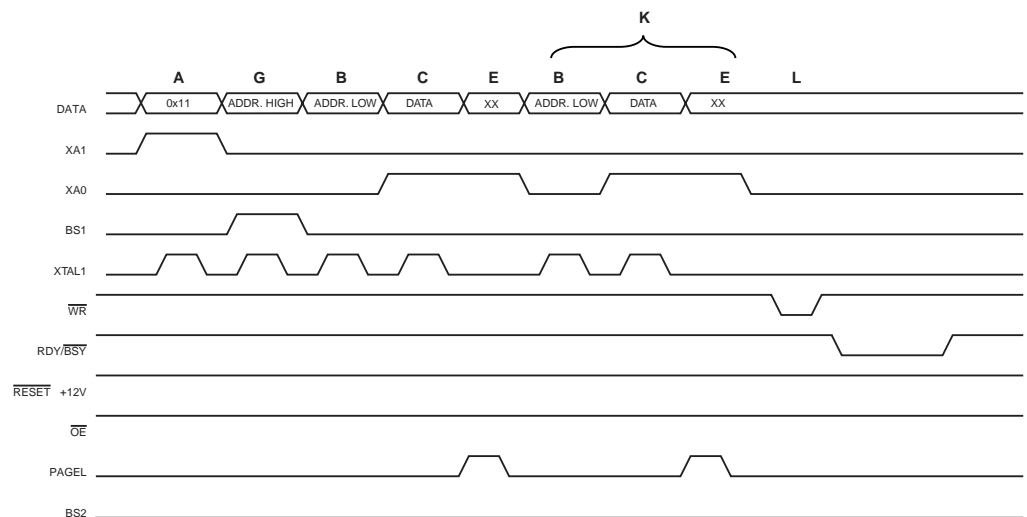 K
A G B C E B C E L
DATA 0x11 ADDR. HIGH ADDR. LOW DATA XX ADDR. LOW DATA XX
XA1
XA0
BS1
XTAL1
WR
RDY/BSY
RESET +12V
OE
PAGEL
BS2